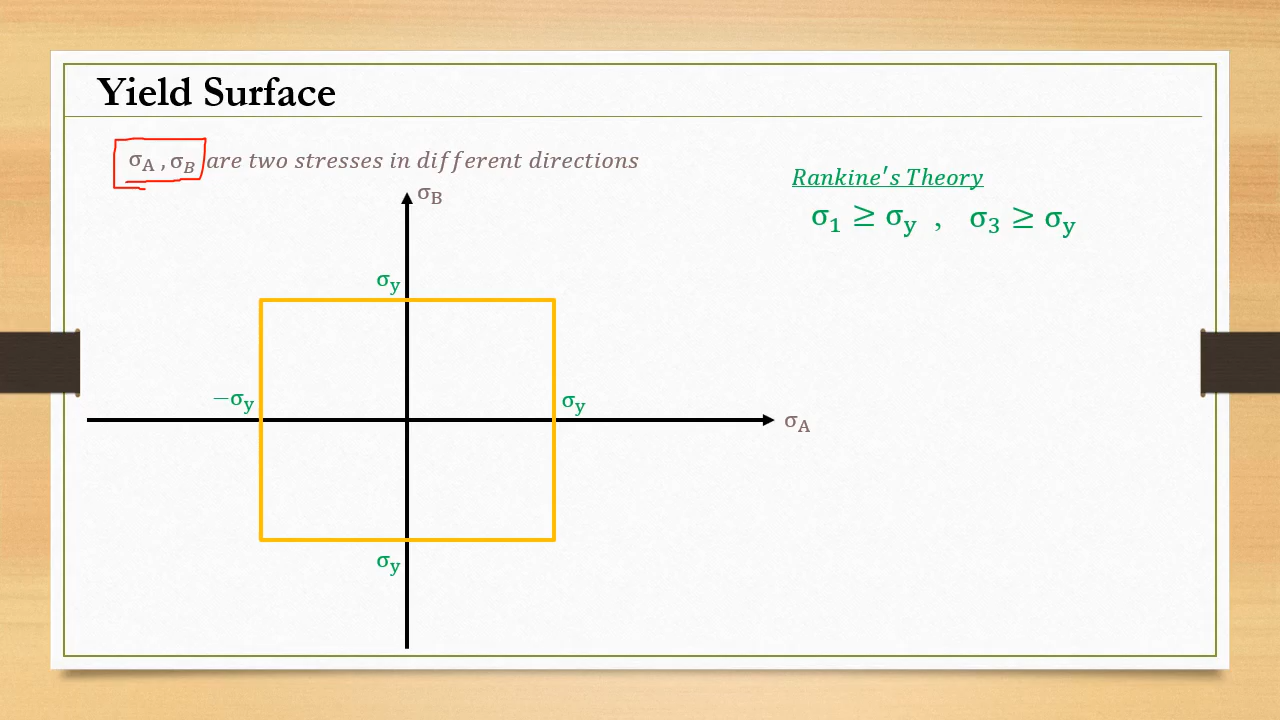 Yield Surface
σA , σB are two stresses in different directions
Rankine's Theory
σB
σ1 ≥ σy , σ3 ≥ σy
σy
−σy
σy
σA
σy